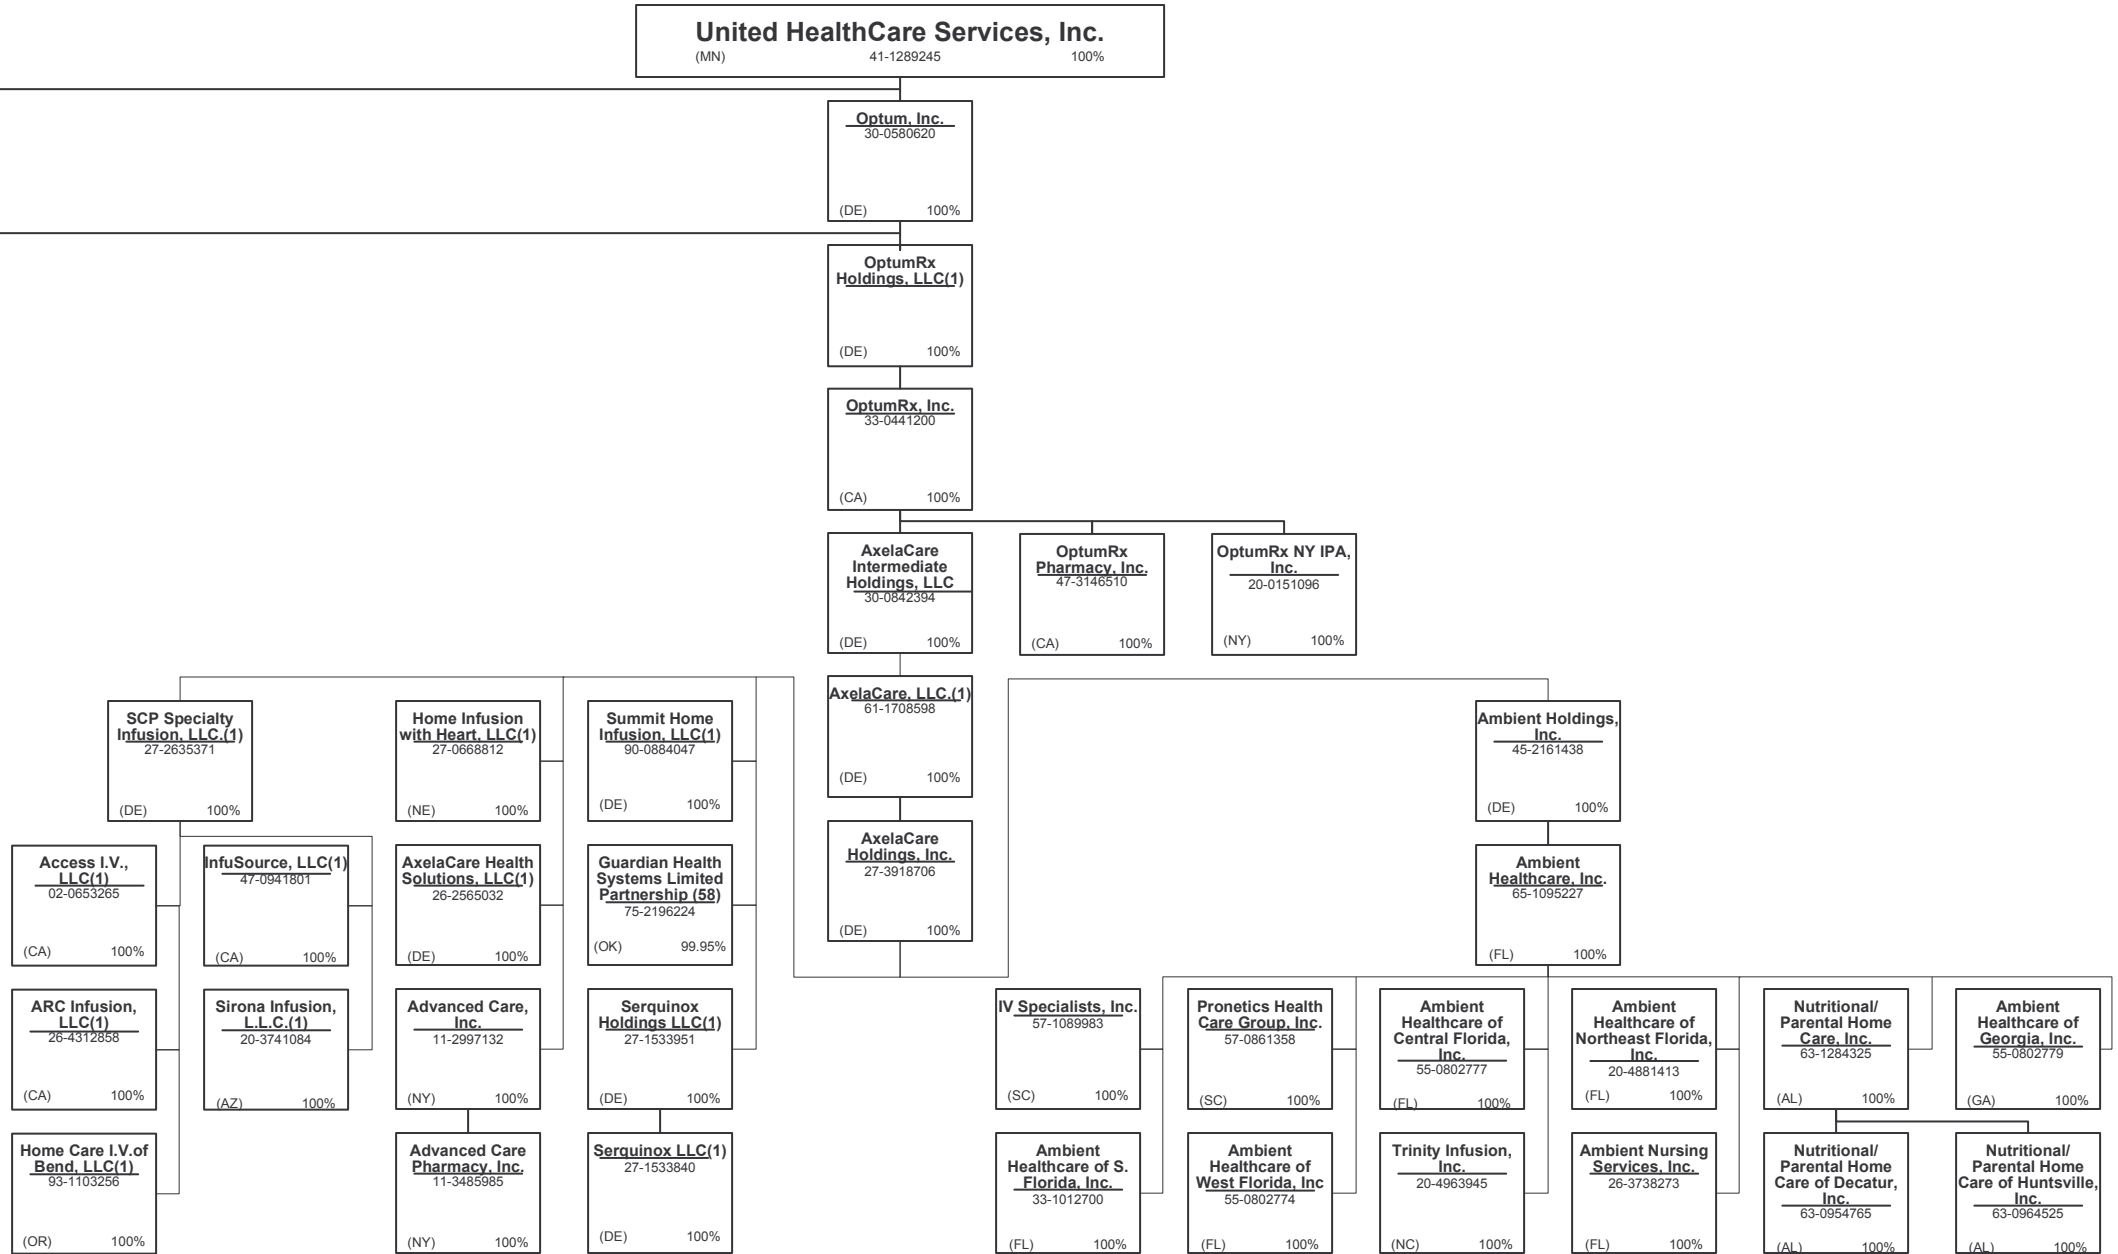 United HealthCare Services, Inc.
(MN) 41-1289245 100%
Optum, Inc.
30-0580620
(DE) 100%
OptumRx
Holdings, LLC(1)
(DE) 100%
OptumRx, Inc.
33-0441200
(CA) 100%
AxelaCare
Intermediate
Holdings, LLC
30-0842394
(DE) 100%
OptumRx
Pharmacy, Inc.
47-3146510
(CA) 100%
OptumRx NY IPA,
Inc.
20-0151096
(NY) 100%
SCP Specialty
Infusion, LLC.(1)
27-2635371
(DE) 100%
Home Infusion
with Heart, LLC(1)
27-0668812
(NE) 100%
Summit Home
Infusion, LLC(1)
90-0884047
(DE) 100%
AxelaCare, LLC.(1)
61-1708598
(DE) 100%
Ambient Holdings,
Inc.
45-2161438
(DE) 100%
Access I.V.,
LLC(1)
02-0653265
(CA) 100%
InfuSource, LLC(1)
47-0941801
(CA) 100%
AxelaCare Health
Solutions, LLC(1)
26-2565032
(DE) 100%
Guardian Health
Systems Limited
Partnership (58)
75-2196224
(OK) 99.95%
AxelaCare
Holdings, Inc.
27-3918706
(DE) 100%
Ambient
Healthcare, Inc.
65-1095227
(FL) 100%
ARC Infusion,
LLC(1)
26-4312858
(CA) 100%
Sirona Infusion,
L.L.C.(1)
20-3741084
(AZ) 100%
Advanced Care,
Inc.
11-2997132
(NY) 100%
Serquinox
Holdings LLC(1)
27-1533951
(DE) 100%
IV Specialists, Inc.
57-1089983
(SC) 100%
Pronetics Health
Care Group, Inc.
57-0861358
(SC) 100%
Ambient
Healthcare of
Central Florida,
Inc.
55-0802777
(FL) 100%
Ambient
Healthcare of
Northeast Florida,
Inc.
20-4881413
(FL) 100%
Nutritional/
Parental Home
Care, Inc.
63-1284325
(AL) 100%
Ambient
Healthcare of
Georgia, Inc.
55-0802779
(GA) 100%
Home Care I.V.of
Bend, LLC(1)
93-1103256
(OR) 100%
Advanced Care
Pharmacy, Inc.
11-3485985
(NY) 100%
Serquinox LLC(1)
27-1533840
(DE) 100%
Ambient
Healthcare of S.
Florida, Inc.
33-1012700
(FL) 100%
Ambient
Healthcare of
West Florida, Inc
55-0802774
(FL) 100%
Trinity Infusion,
Inc.
20-4963945
(NC) 100%
Ambient Nursing
Services, Inc.
26-3738273
(FL) 100%
Nutritional/
Parental Home
Care of Decatur,
Inc.
63-0954765
(AL) 100%
Nutritional/
Parental Home
Care of Huntsville,
Inc.
63-0964525
(AL) 100%